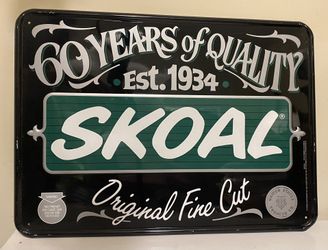 60 YEARS of QUALITY
Est. 1934
SKOAL®
Original Fine Cut